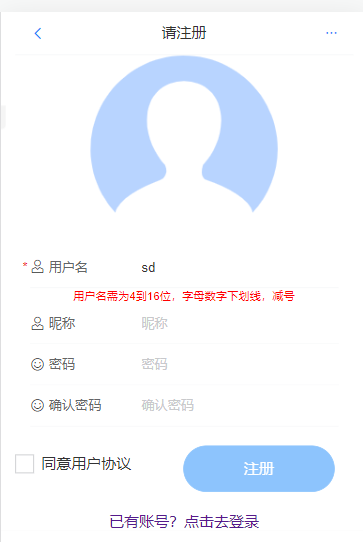 请注册
* 用户名 sd
用户名需为4到16位，字母数字下划线，减号
昵称 昵称
密码 密码
确认密码 确认密码
同意用户协议 注册
已有账号？点击去登录